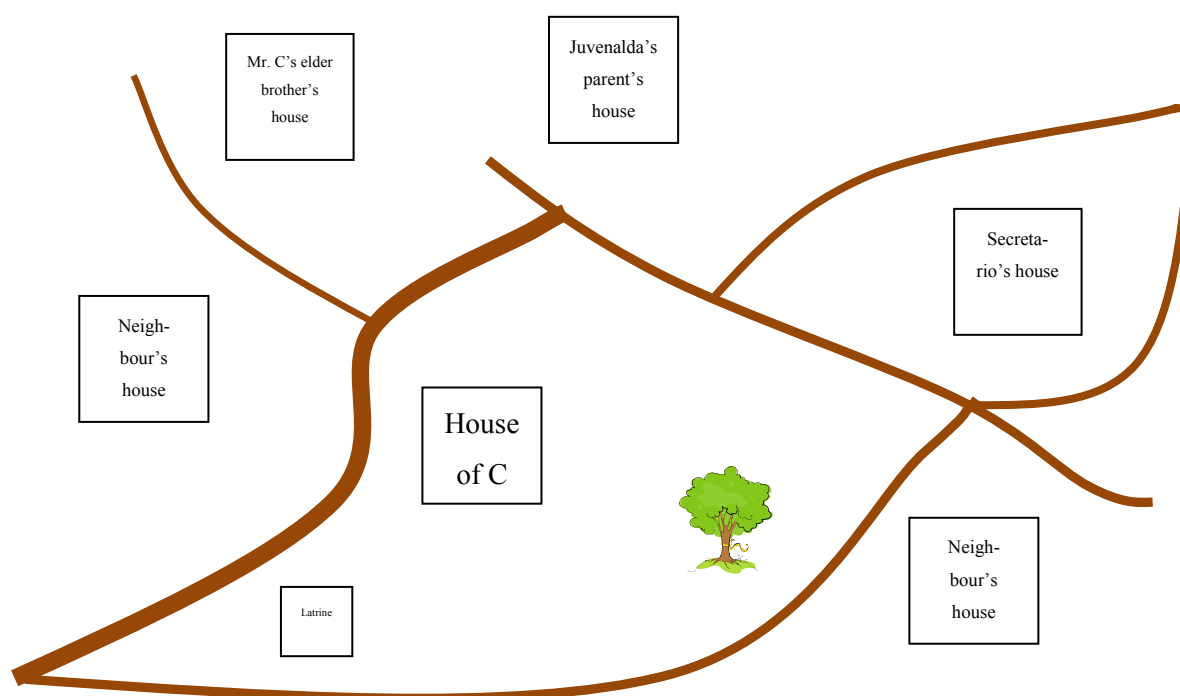 Mr. C’s elder
brother’s
house
Juvenalda’s
parent’s
house
Secreta-
rio’s house
Neigh-
bour’s
house
House
of C
Neigh-
bour’s
house
Latrine